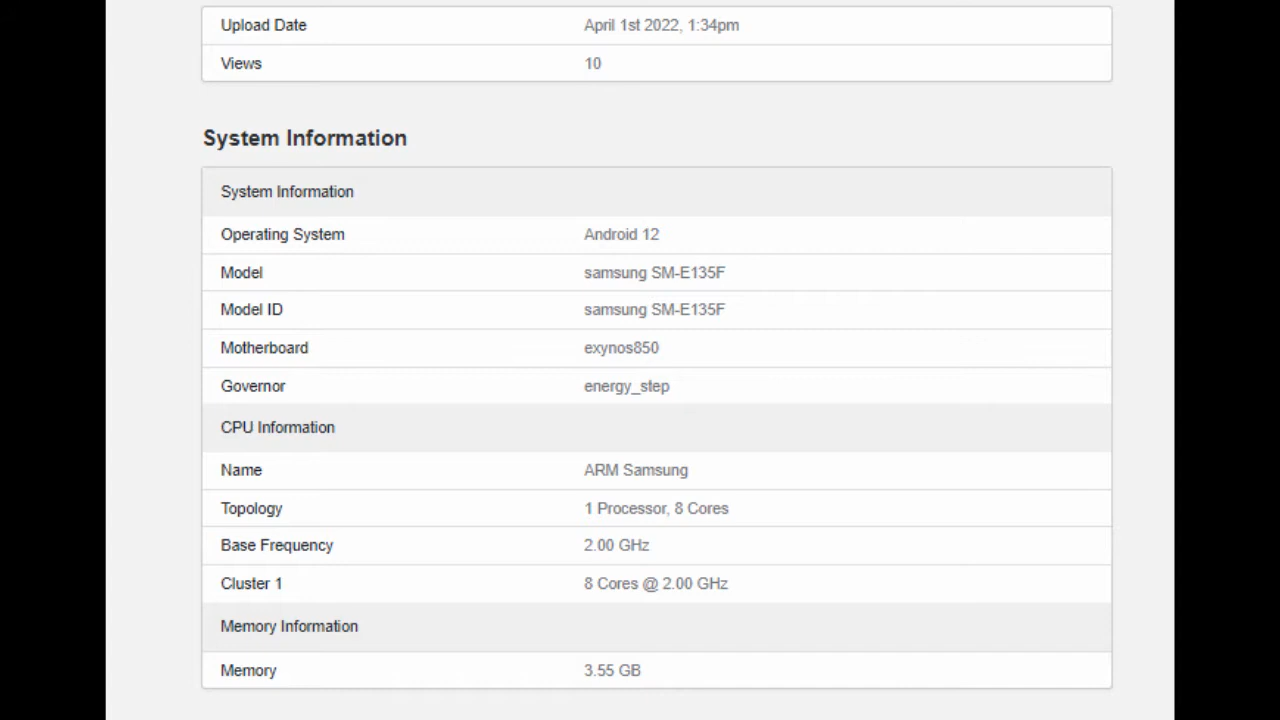 Upload Date April 1st 2022, 1:34pm
Views 10
System Information
System Information
Operating System Android 12
Model samsung SM-E135F
Model ID samsung SM-E135F
Motherboard exynos850
Governor energy_step
CPU Information
Name ARM Samsung
Topology 1 Processor, 8 Cores
Base Frequency 2.00 GHz
Cluster 1 8 Cores @ 2.00 GHz
Memory Information
Memory 3.55 GB